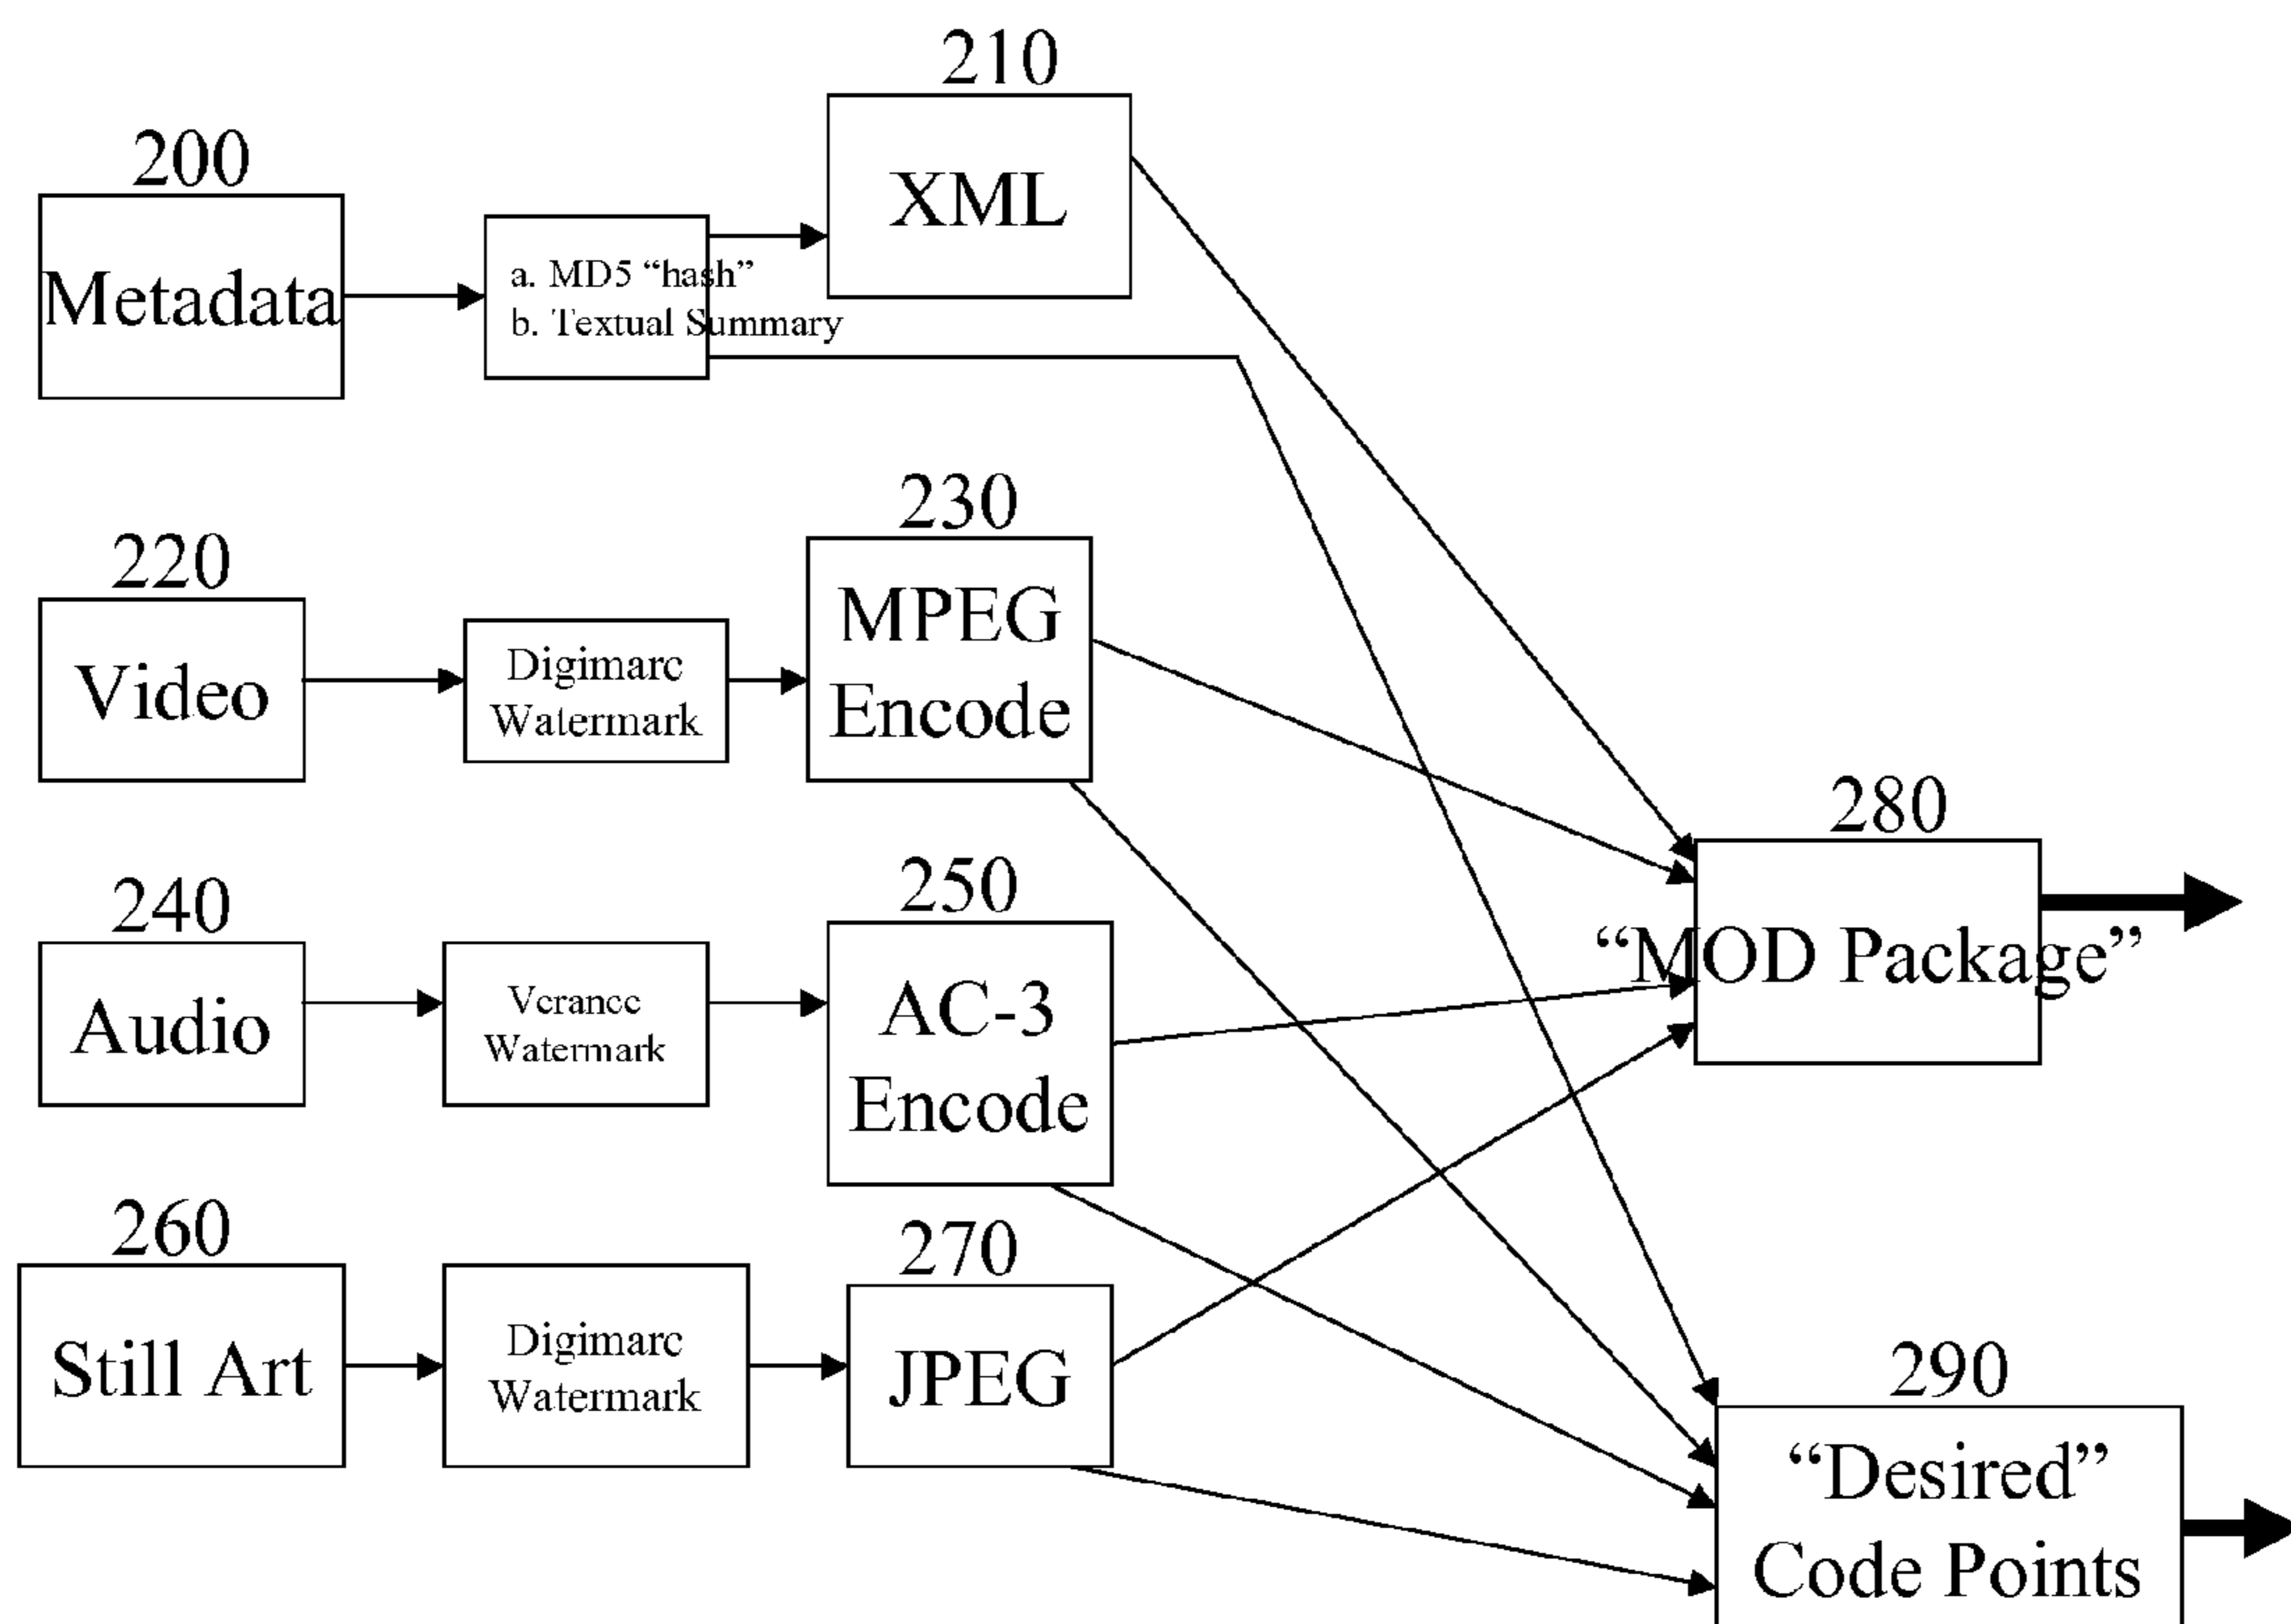 210
XML
200
Metadata
a. MD5 “hash”
b. Textual Summary
230
MPEG
Encode
220
Video
Digimarc
Watermark
280
“MOD Package”
250
AC-3
Encode
240
Audio
Verance
Watermark
260
Still Art
Digimarc
Watermark
270
JPEG
290
“Desired”
Code Points